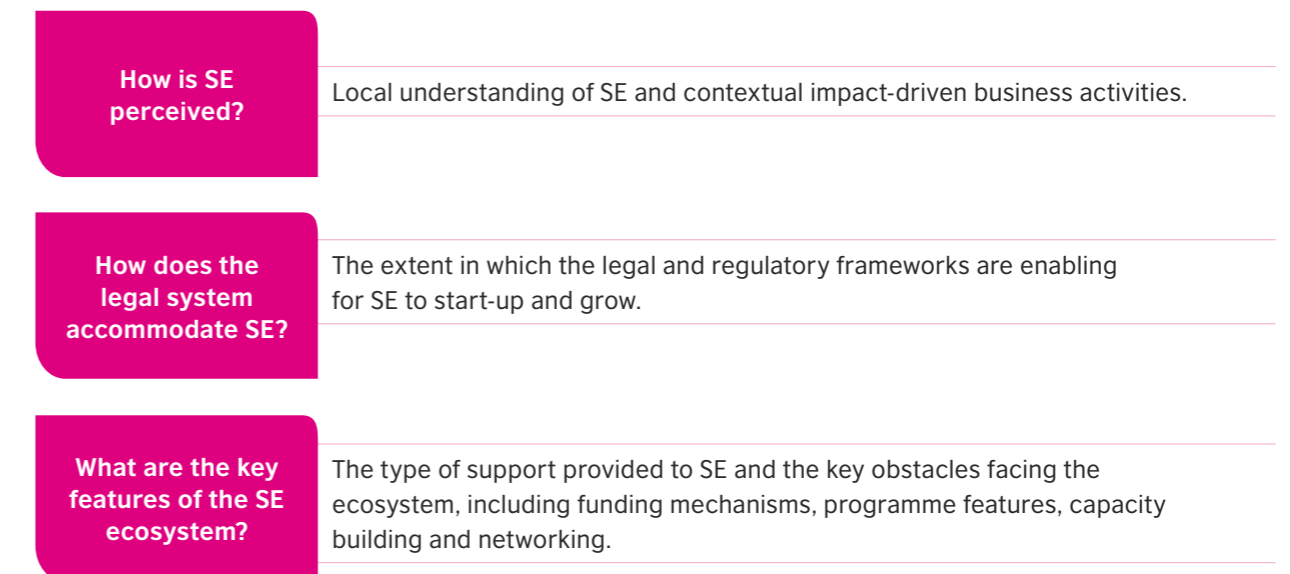 How is SE
perceived?
Local understanding of SE and contextual impact-driven business activities.
How does the
legal system
accommodate SE?
The extent in which the legal and regulatory frameworks are enabling
for SE to start-up and grow.
What are the key
features of the SE
ecosystem?
The type of support provided to SE and the key obstacles facing the
ecosystem, including funding mechanisms, programme features, capacity
building and networking.